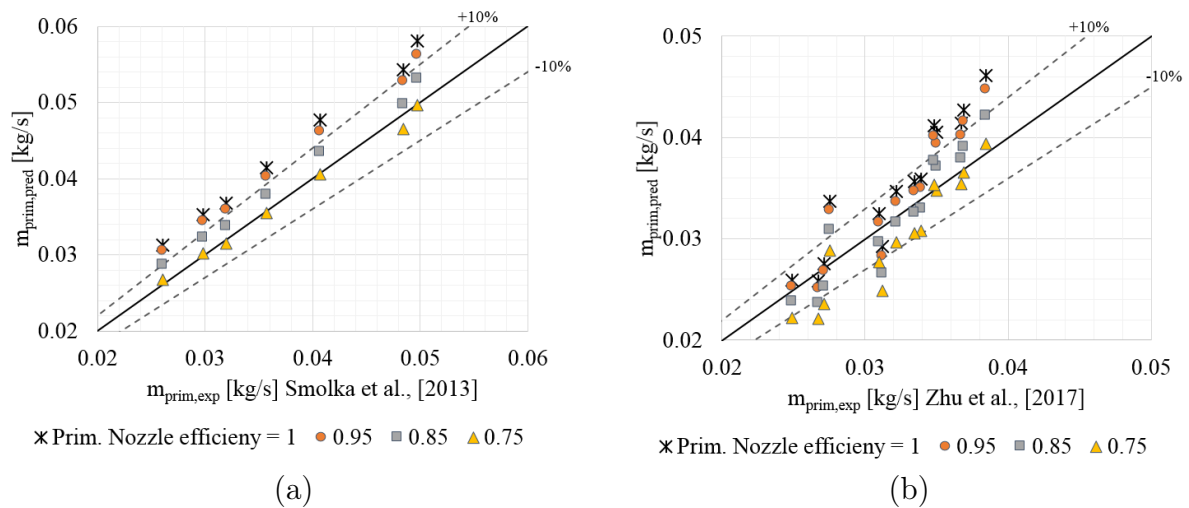 0.06
0.05
0.04
0.03
0.02
m_prim,pred [kg/s]
+10%
-10%
0.02 0.03 0.04 0.05 0.06
m_prim,exp [kg/s] Smolka et al., [2013]
Prim. Nozzle efficieny = 1 0.95 0.85 0.75
(a)
0.05
0.04
0.03
0.02
m_prim,pred [kg/s]
+10%
-10%
0.02 0.03 0.04 0.05
m_prim,exp [kg/s] Zhu et al., [2017]
Prim. Nozzle efficieny = 1 0.95 0.85 0.75
(b)